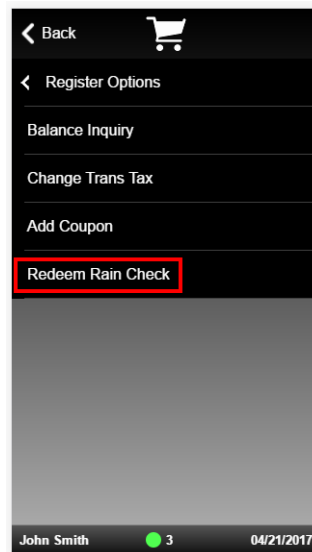 Back
Register Options
Balance Inquiry
Change Trans Tax
Add Coupon
Redeem Rain Check
John Smith 3 04/21/2017